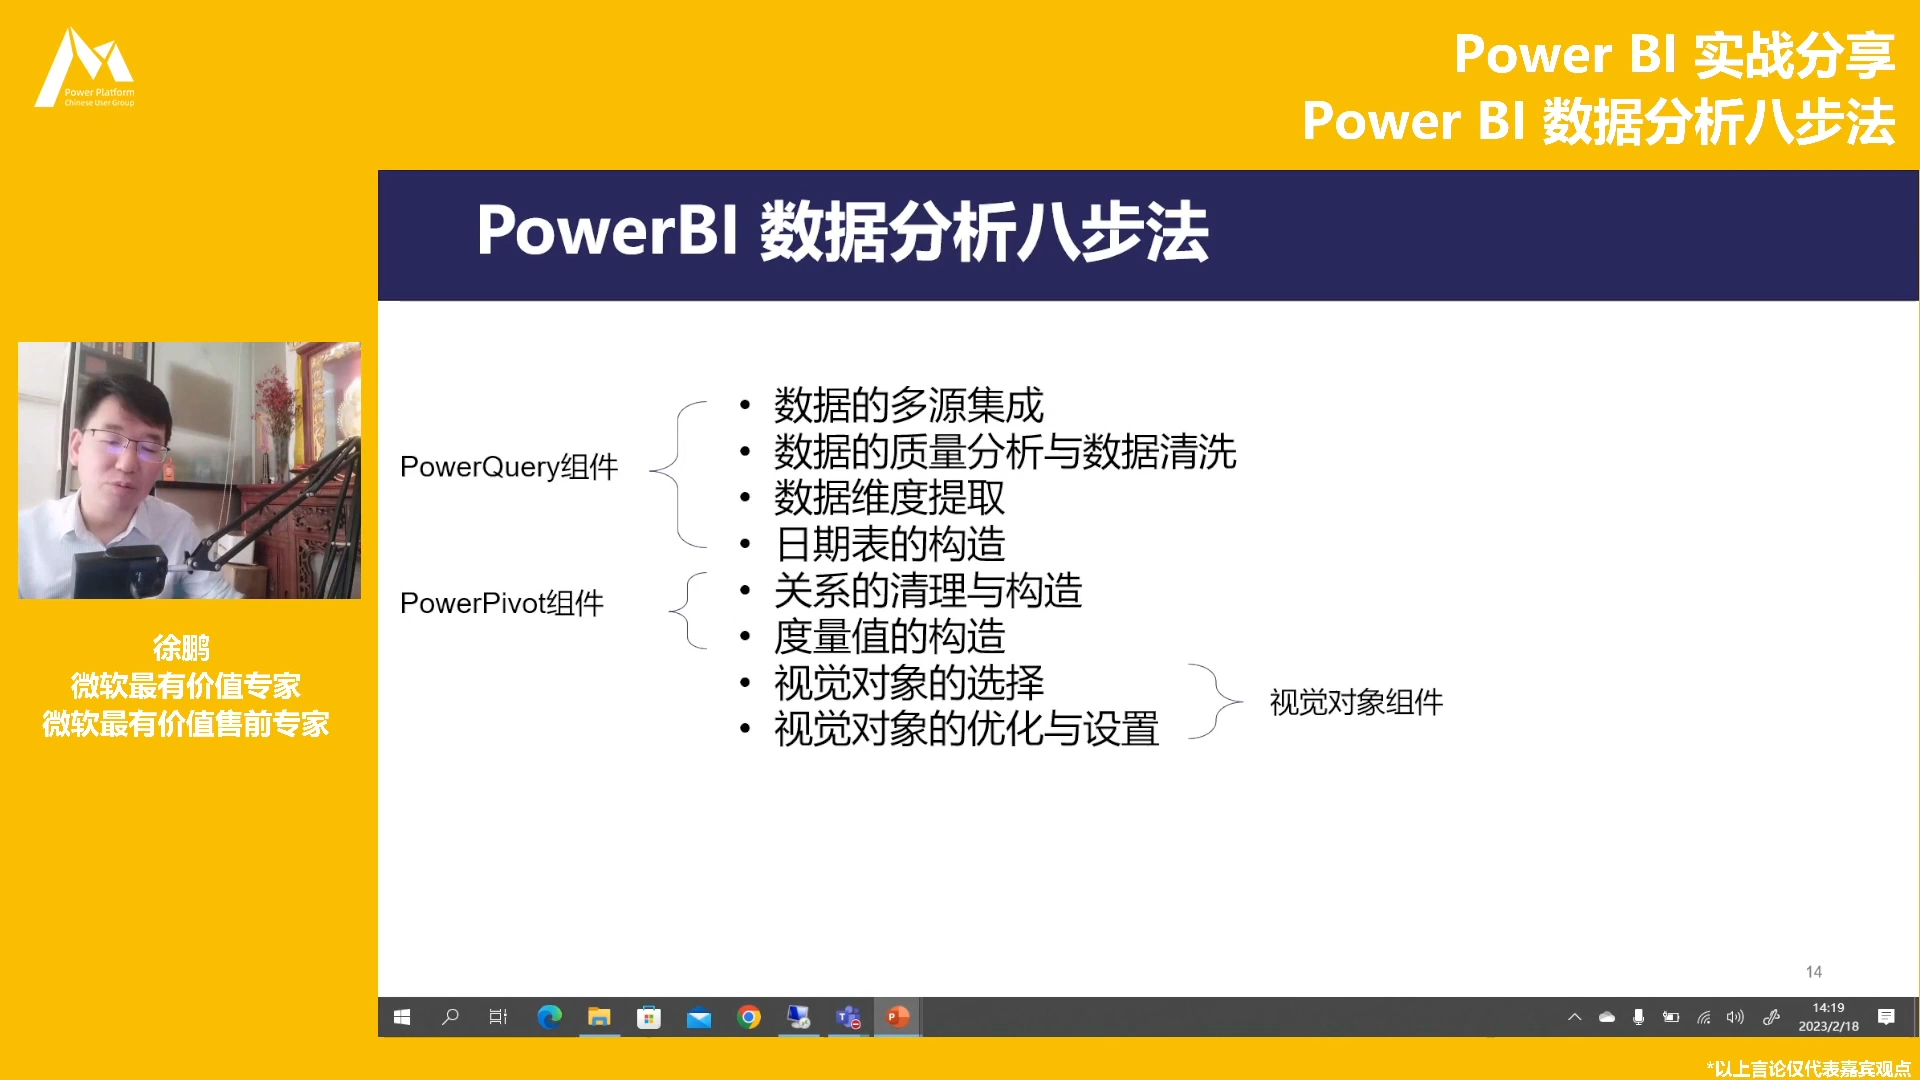 Power Platform
Chinese User Group
Power BI 实战分享
Power BI 数据分析八步法
PowerBI 数据分析八步法
PowerQuery组件
• 数据的多源集成
• 数据的质量分析与数据清洗
• 数据维度提取
• 日期表的构造
PowerPivot组件
• 关系的清理与构造
• 度量值的构造
• 视觉对象的选择
• 视觉对象的优化与设置
视觉对象组件
徐鹏
微软最有价值专家
微软最有价值售前专家
14
14:19
2023/2/18
*以上言论仅代表嘉宾观点